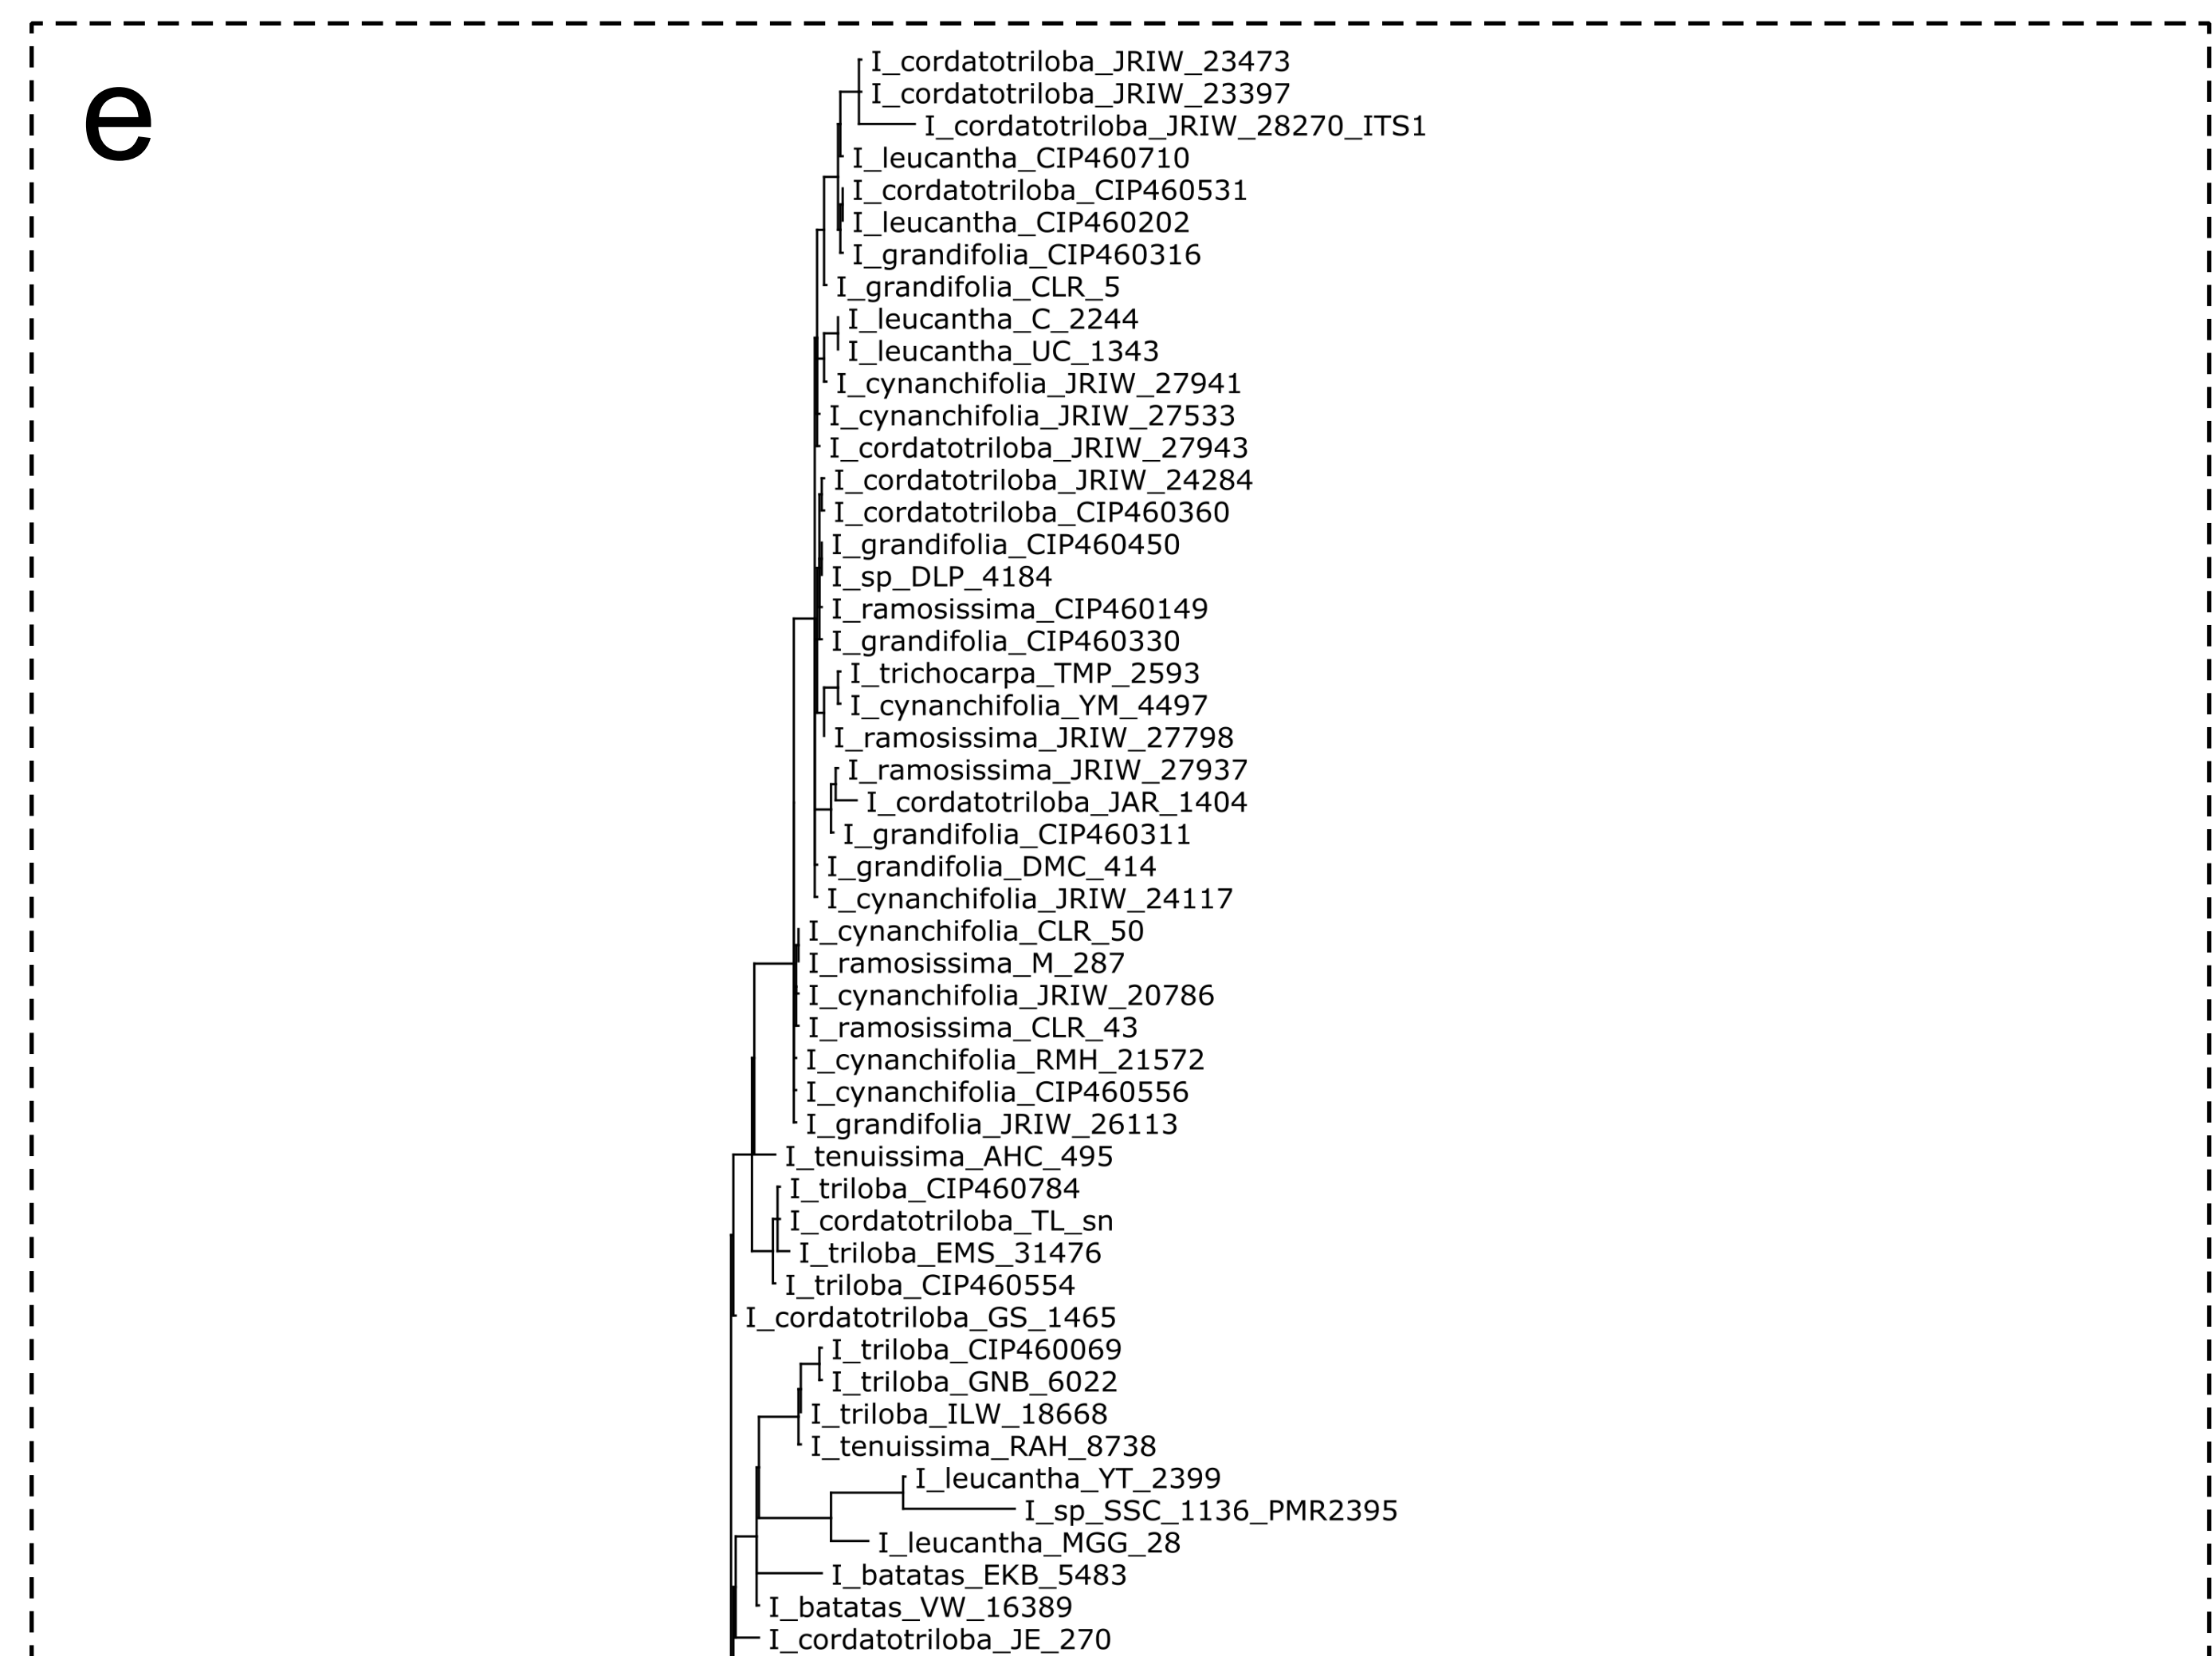 e
I_cordatotriloba_JRIW_23473
I_cordatotriloba_JRIW_23397
I_cordatotriloba_JRIW_28270_ITS1
I_leucantha_CIP460710
I_cordatotriloba_CIP460531
I_leucantha_CIP460202
I_grandifolia_CIP460316
I_grandifolia_CLR_5
I_leucantha_C_2244
I_leucantha_UC_1343
I_cynanchifolia_JRIW_27941
I_cynanchifolia_JRIW_27533
I_cordatotriloba_JRIW_27943
I_cordatotriloba_JRIW_24284
I_cordatotriloba_CIP460360
I_grandifolia_CIP460450
I_sp_DLP_4184
I_ramosissima_CIP460149
I_grandifolia_CIP460330
I_trichocarpa_TMP_2593
I_cynanchifolia_YM_4497
I_ramosissima_JRIW_27798
I_ramosissima_JRIW_27937
I_cordatotriloba_JAR_1404
I_grandifolia_CIP460311
I_grandifolia_DMC_414
I_cynanchifolia_JRIW_24117
I_cynanchifolia_CLR_50
I_ramosissima_M_287
I_cynanchifolia_JRIW_20786
I_ramosissima_CLR_43
I_cynanchifolia_RMH_21572
I_cynanchifolia_CIP460556
I_grandifolia_JRIW_26113
I_tenuissima_AHC_495
I_triloba_CIP460784
I_cordatotriloba_TL_sn
I_triloba_EMS_31476
I_triloba_CIP460554
I_cordatotriloba_GS_1465
I_triloba_CIP460069
I_triloba_GNB_6022
I_triloba_ILW_18668
I_tenuissima_RAH_8738
I_leucantha_YT_2399
I_sp_SSC_1136_PMR2395
I_leucantha_MGG_28
I_batatas_EKB_5483
I_batatas_VW_16389
I_cordatotriloba_JE_270